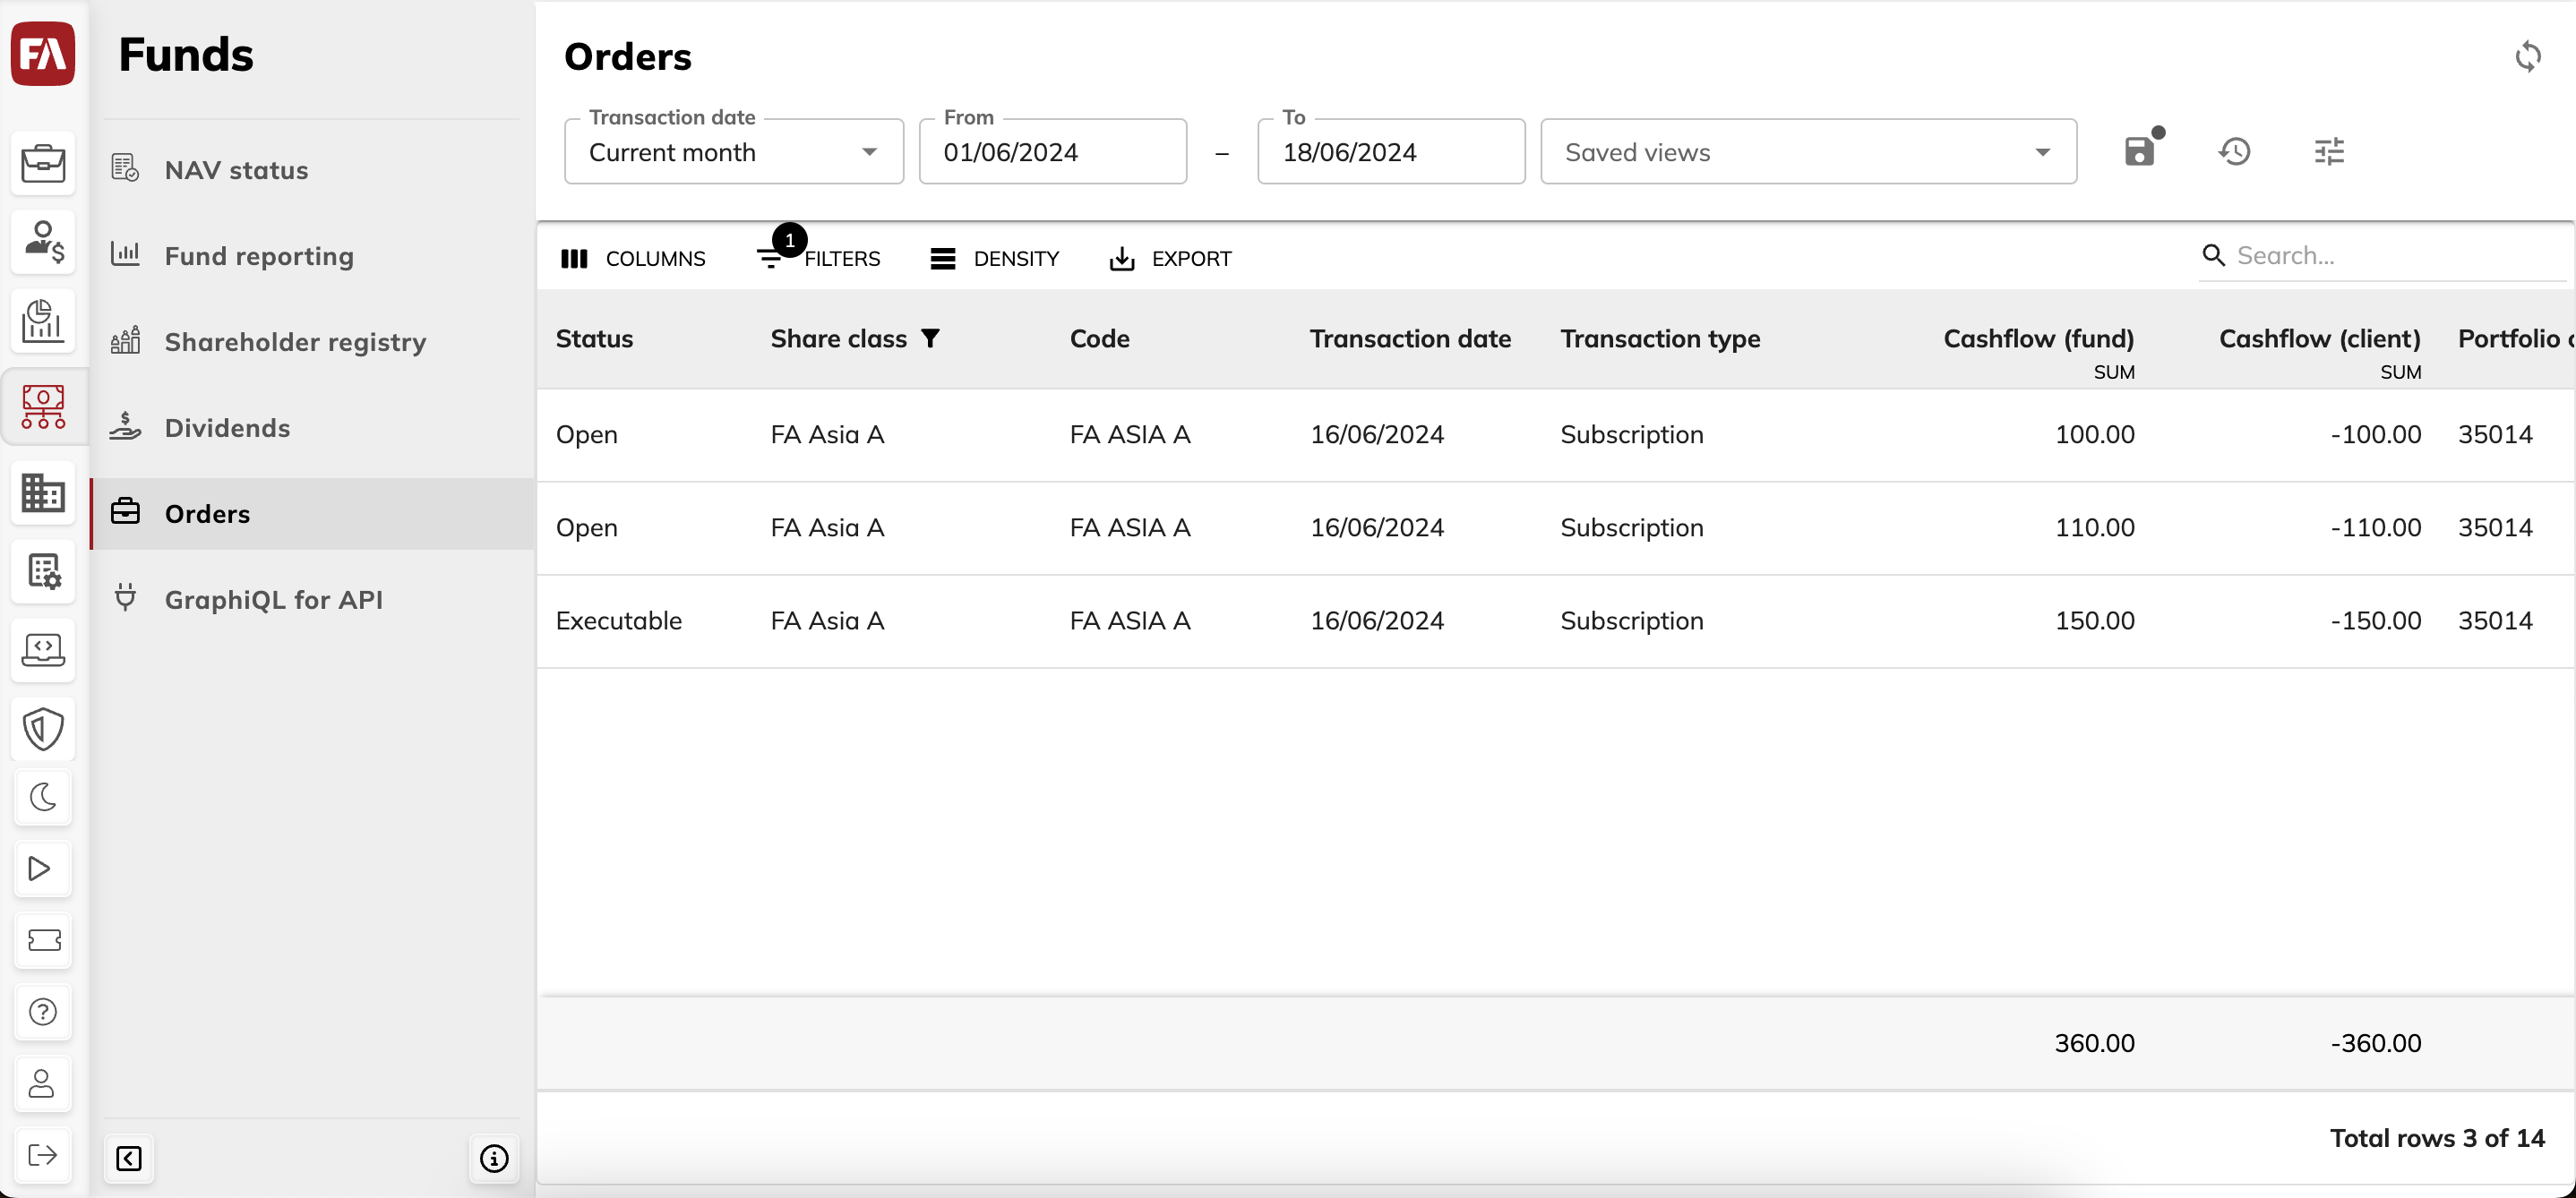 FA
Funds
NAV status
Fund reporting
Shareholder registry
Dividends
Orders
GraphiQL for API
Orders
Transaction date
Current month
From
01/06/2024
–
To
18/06/2024
Saved views
COLUMNS
1
FILTERS
DENSITY
EXPORT
Search...
Status Share class Code Transaction date Transaction type Cashflow (fund) Cashflow (client) Portfolio
SUM SUM
Open FA Asia A FA ASIA A 16/06/2024 Subscription 100.00 -100.00 35014
Open FA Asia A FA ASIA A 16/06/2024 Subscription 110.00 -110.00 35014
Executable FA Asia A FA ASIA A 16/06/2024 Subscription 150.00 -150.00 35014
360.00 -360.00
Total rows 3 of 14